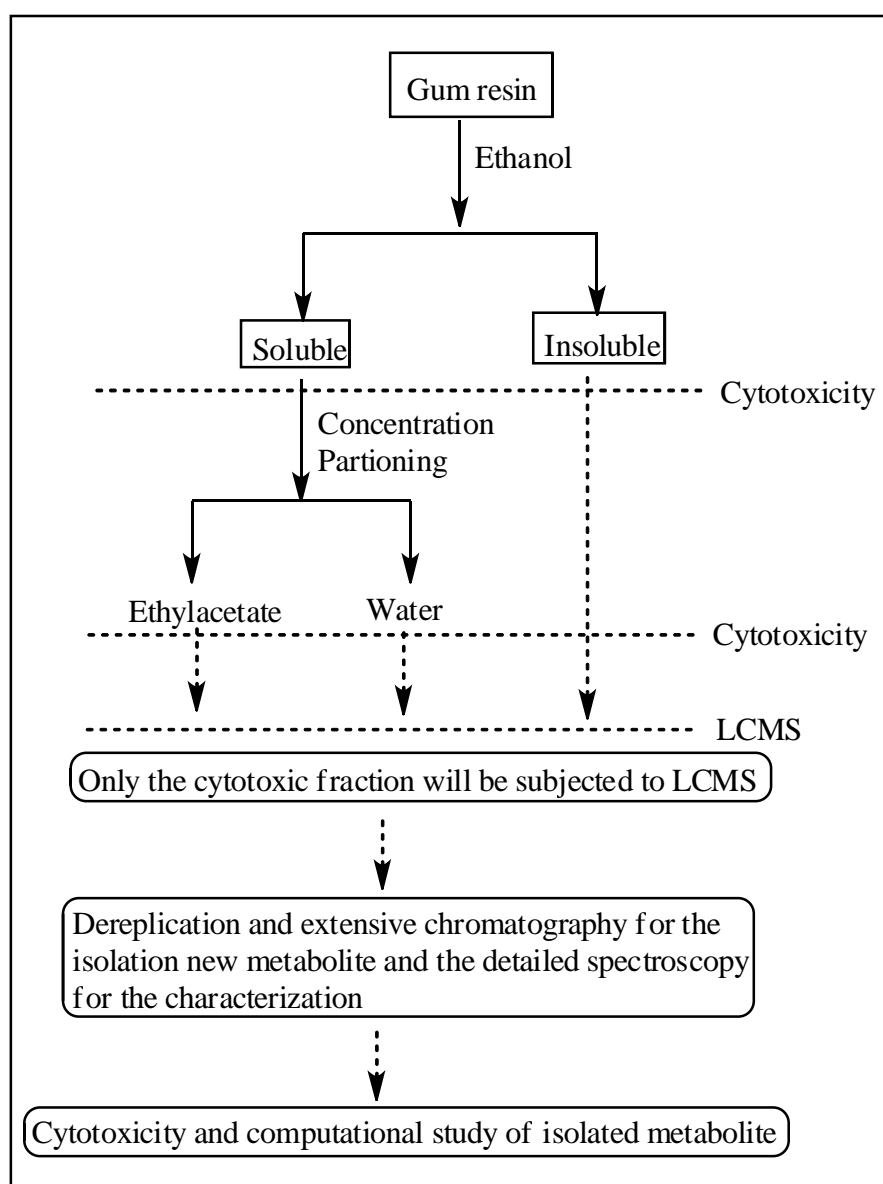 Gum resin
Ethanol
Soluble
Insoluble
Cytotoxicity
Concentration
Partioning
Ethylacetate
Water
Cytotoxicity
LCMS
Only the cytotoxic fraction will be subjected to LCMS
Dereplication and extensive chromatography for the
isolation new metabolite and the detailed spectroscopy
for the characterization
Cytotoxicity and computational study of isolated metabolite